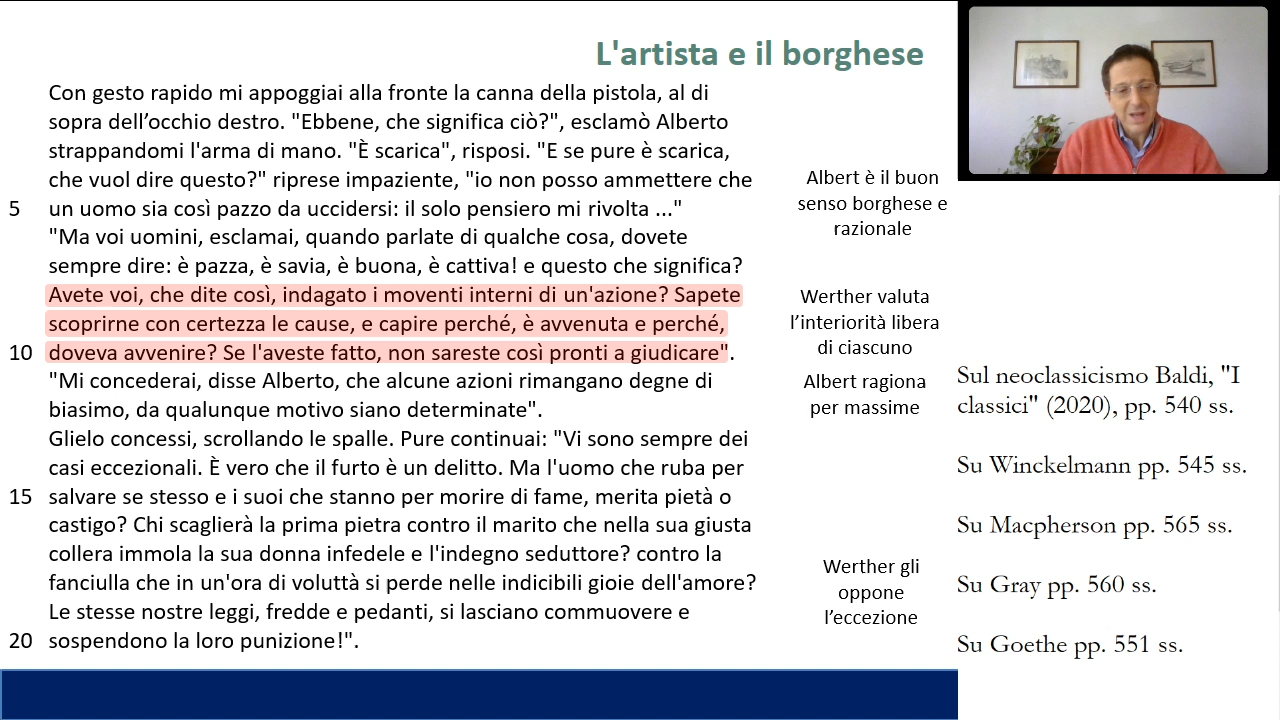 L'artista e il borghese
Con gesto rapido mi appoggiai alla fronte la canna della pistola, al di
sopra dell’occhio destro. "Ebbene, che significa ciò?", esclamò Alberto
strappandomi l'arma di mano. "È scarica", risposi. "E se pure è scarica,
che vuol dire questo?" riprese impaziente, "io non posso ammettere che
5 un uomo sia così pazzo da uccidersi: il solo pensiero mi rivolta ..."
"Ma voi uomini, esclamai, quando parlate di qualche cosa, dovete
sempre dire: è pazza, è savia, è buona, è cattiva! e questo che significa?
Avete voi, che dite così, indagato i moventi interni di un'azione? Sapete
scoprirne con certezza le cause, e capire perché, è avvenuta e perché,
10 doveva avvenire? Se l'aveste fatto, non sareste così pronti a giudicare".
"Mi concederai, disse Alberto, che alcune azioni rimangano degne di
biasimo, da qualunque motivo siano determinate".
Glielo concessi, scrollando le spalle. Pure continuai: "Vi sono sempre dei
casi eccezionali. È vero che il furto è un delitto. Ma l'uomo che ruba per
15 salvare se stesso e i suoi che stanno per morire di fame, merita pietà o
castigo? Chi scaglierà la prima pietra contro il marito che nella sua giusta
collera immola la sua donna infedele e l'indegno seduttore? contro la
fanciulla che in un'ora di voluttà si perde nelle indicibili gioie dell'amore?
Le stesse nostre leggi, fredde e pedanti, si lasciano commuovere e
20 sospendono la loro punizione!".
Albert è il buon
senso borghese e
razionale
Werther valuta
l’interiorità libera
di ciascuno
Albert ragiona
per massime
Werther gli
oppone
l’eccezione
Sul neoclassicismo Baldi, "I
classici" (2020), pp. 540 ss.
Su Winckelmann pp. 545 ss.
Su Macpherson pp. 565 ss.
Su Gray pp. 560 ss.
Su Goethe pp. 551 ss.